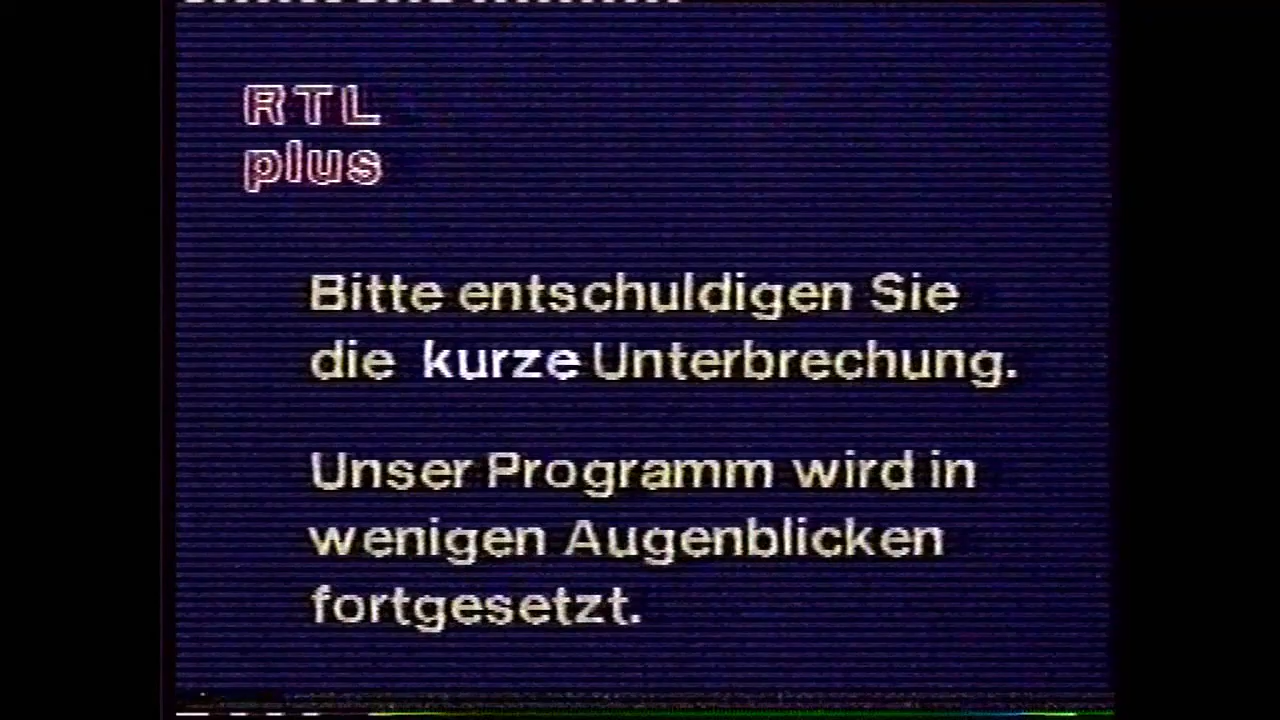 RTL
plus
Bitte entschuldigen Sie
die kurze Unterbrechung.
Unser Programm wird in
wenigen Augenblicken
fortgesetzt.